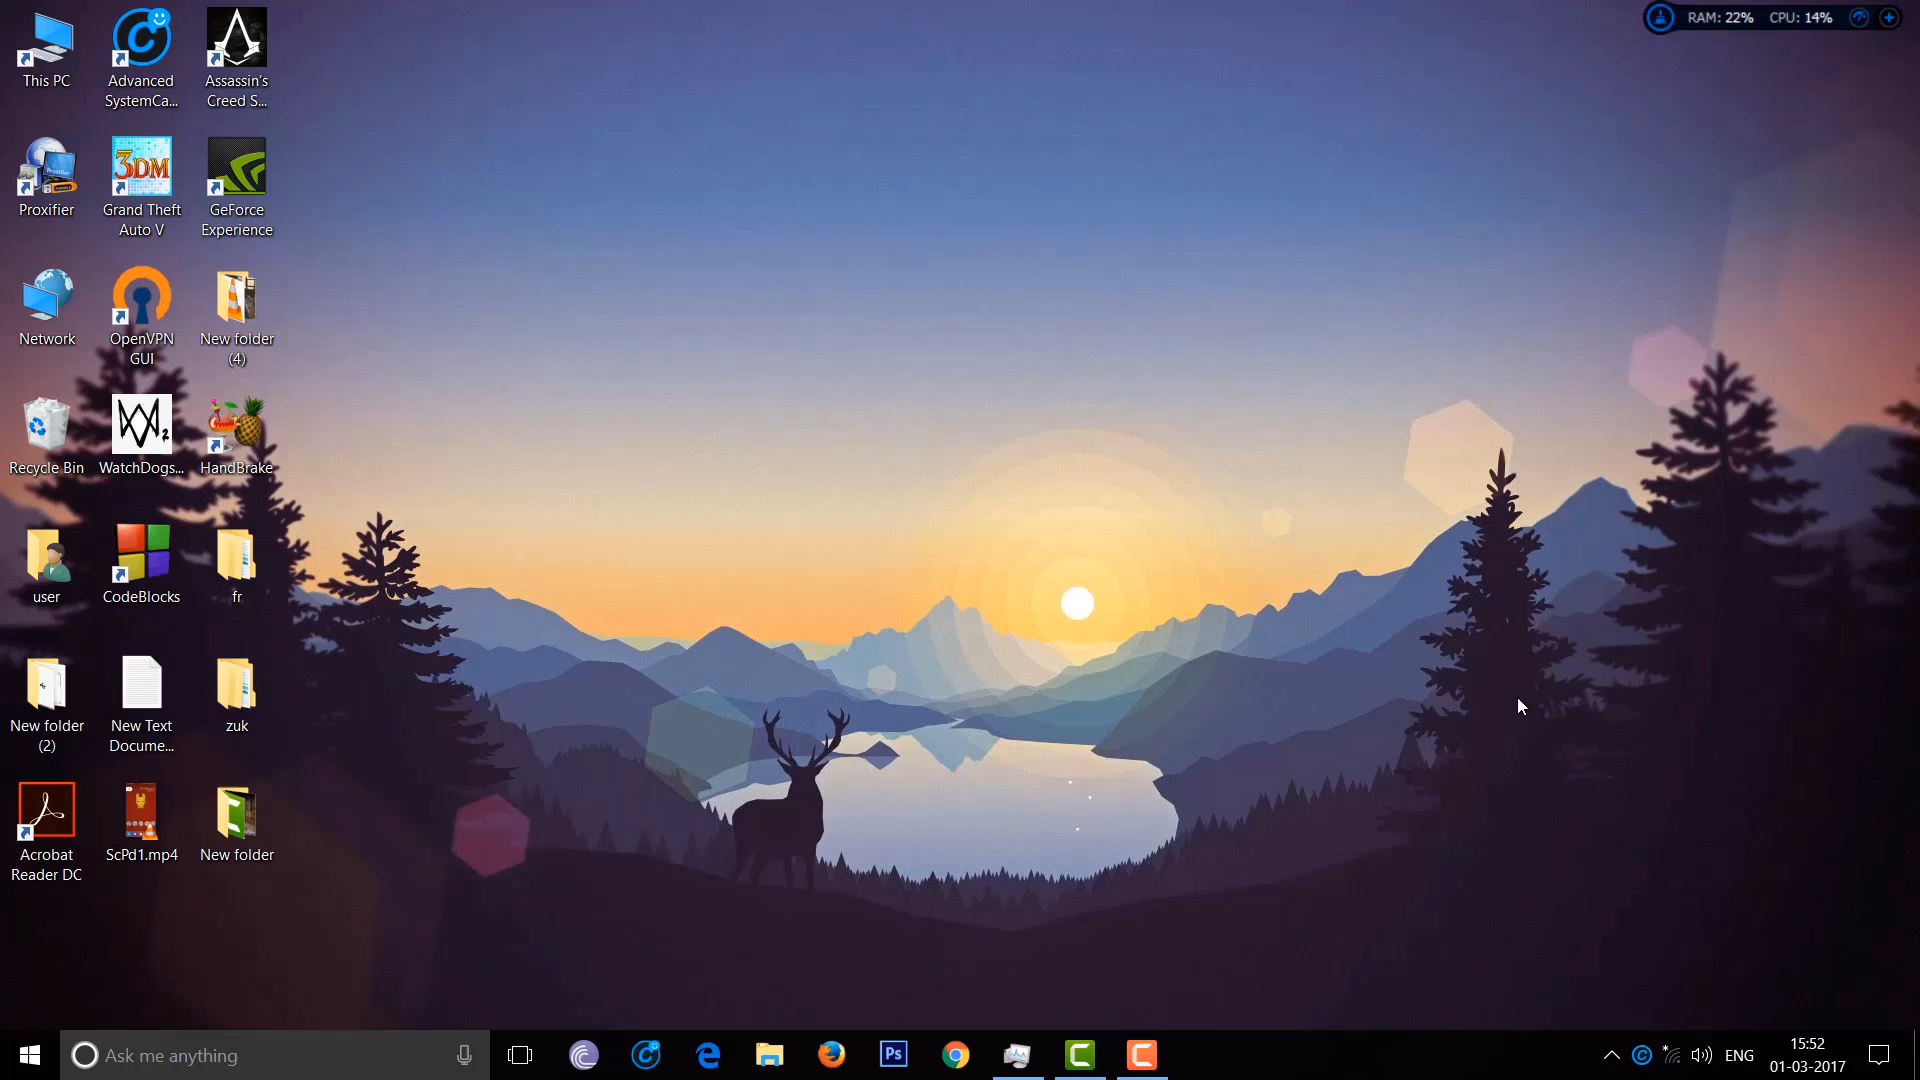 This PC
Advanced
SystemCa...
Assassin's
Creed S...
Proxifier
3DM
Grand Theft
Auto V
GeForce
Experience
Network
OpenVPN
GUI
New folder
(4)
Recycle Bin
WatchDogs...
HandBrake
user
CodeBlocks
fr
New folder
(2)
New Text
Docume...
zuk
Acrobat
Reader DC
ScPd1.mp4
New folder
RAM: 22% CPU: 14%
Ask me anything
Ps
ENG
15:52
01-03-2017